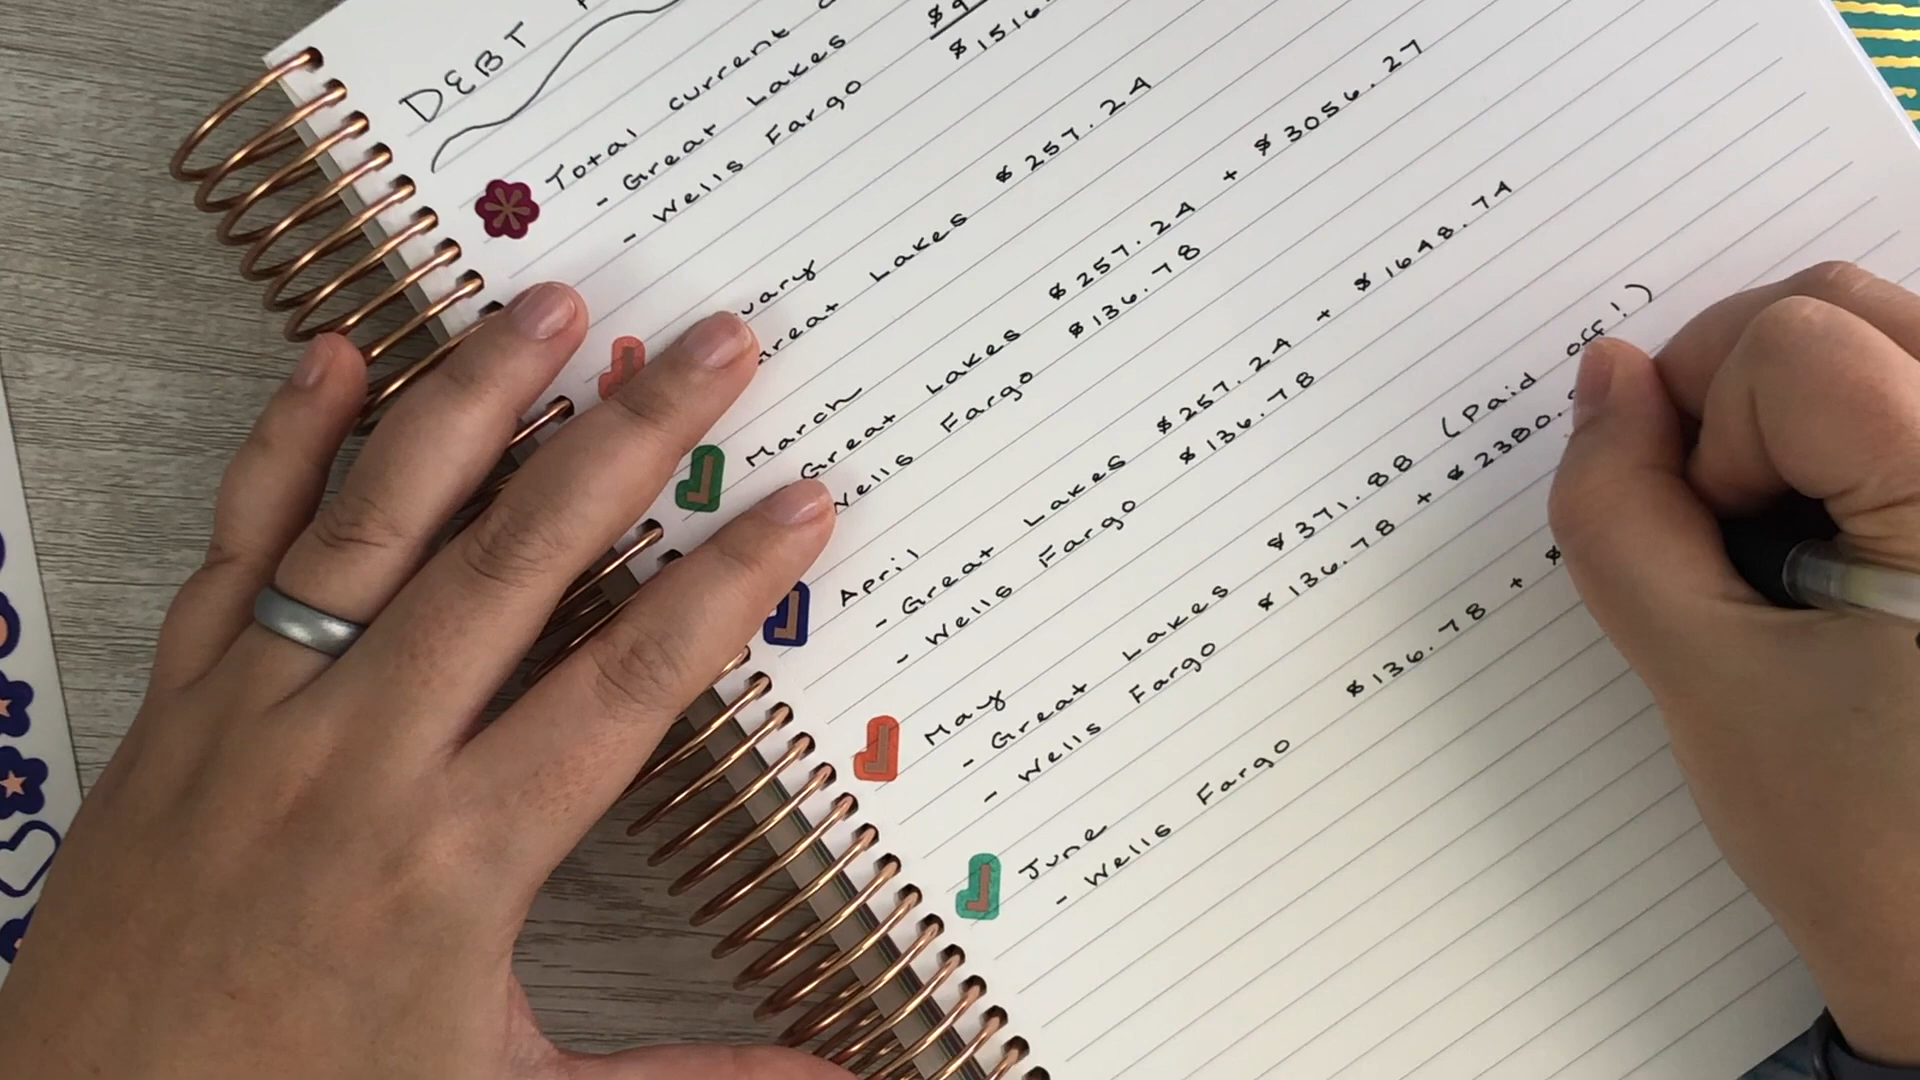 DEBT
Total current
- Great Lakes $9
- Wells Fargo $1516.
Great Lakes $257.24
March
Great Lakes $257.24 + $3056.27
Wells Fargo $136.78
April
- Great Lakes $257.24 + $1648.74
- Wells Fargo $136.78
May
- Great Lakes $371.88 (Paid off!)
- Wells Fargo $136.78 + $2380.
June
- Wells Fargo $136.78 + $